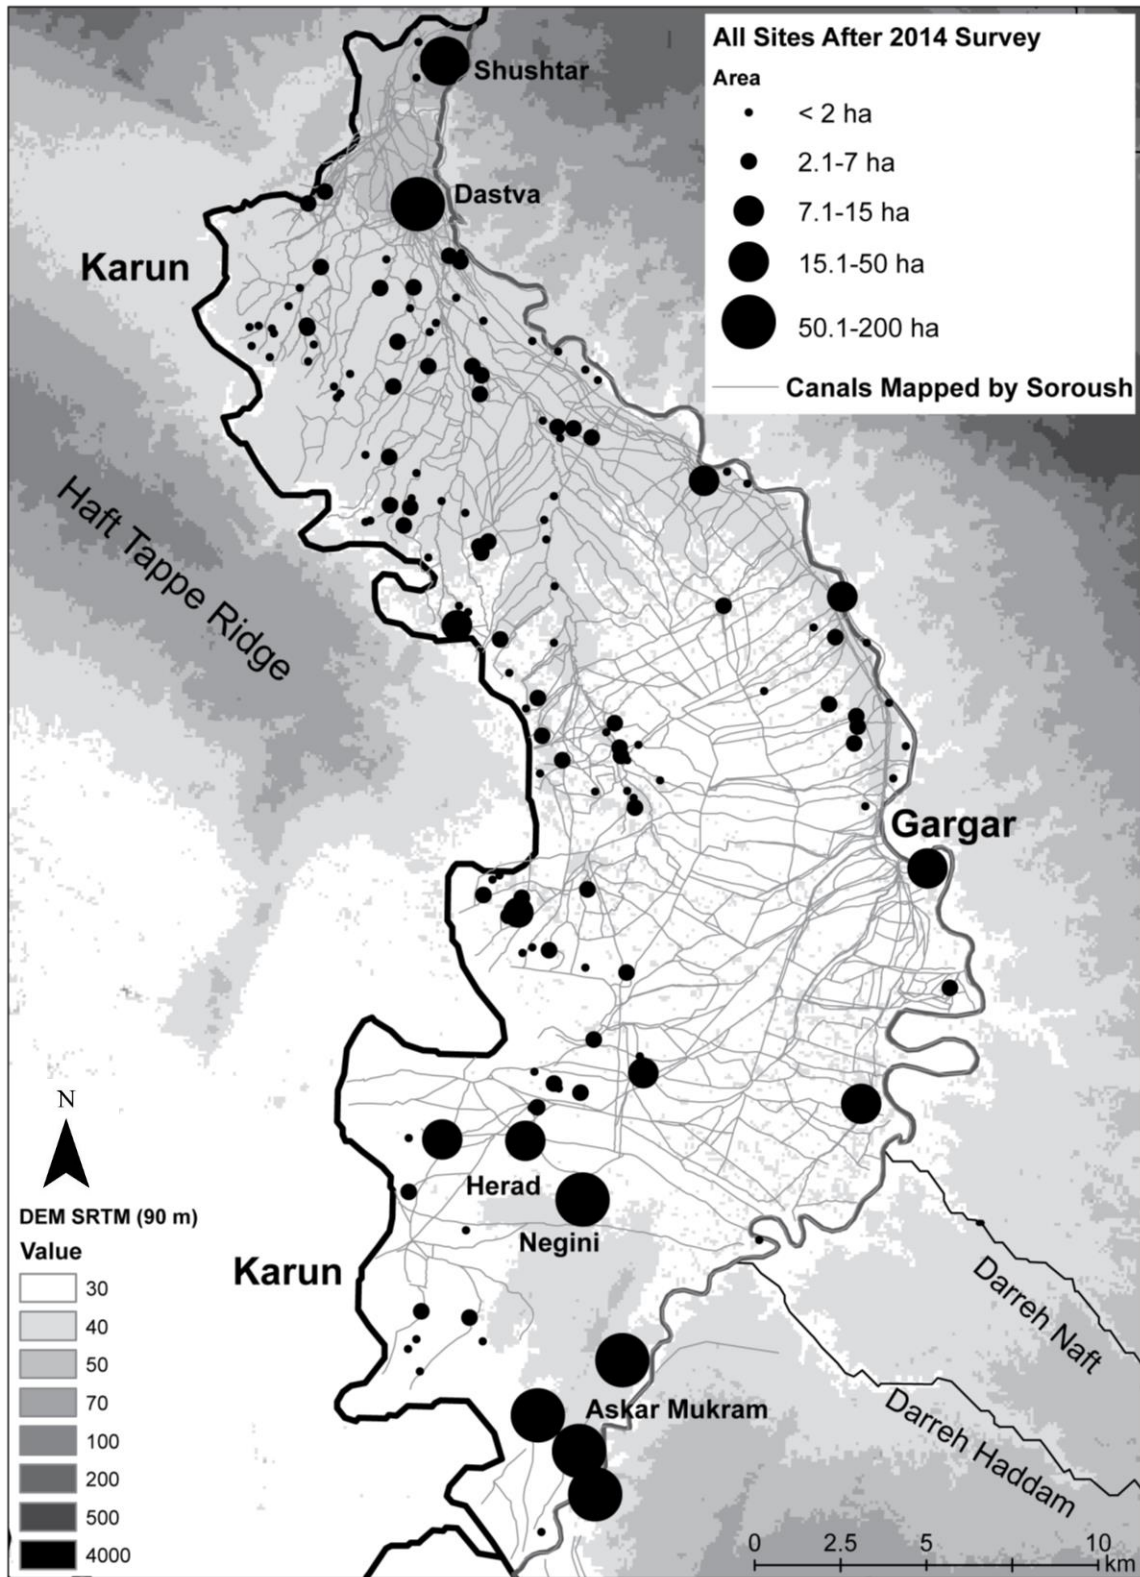 All Sites After 2014 Survey
Area
< 2 ha
2.1-7 ha
7.1-15 ha
15.1-50 ha
50.1-200 ha
Canals Mapped by Soroush
Shushtar
Dastva
Karun
Haft Tappe Ridge
Gargar
N
Herad
Negini
Karun
Darreh Naft
Askar Mukram
Darreh Haddam
DEM SRTM (90 m)
Value
30
40
50
70
100
200
500
4000
0 2.5 5 10
km